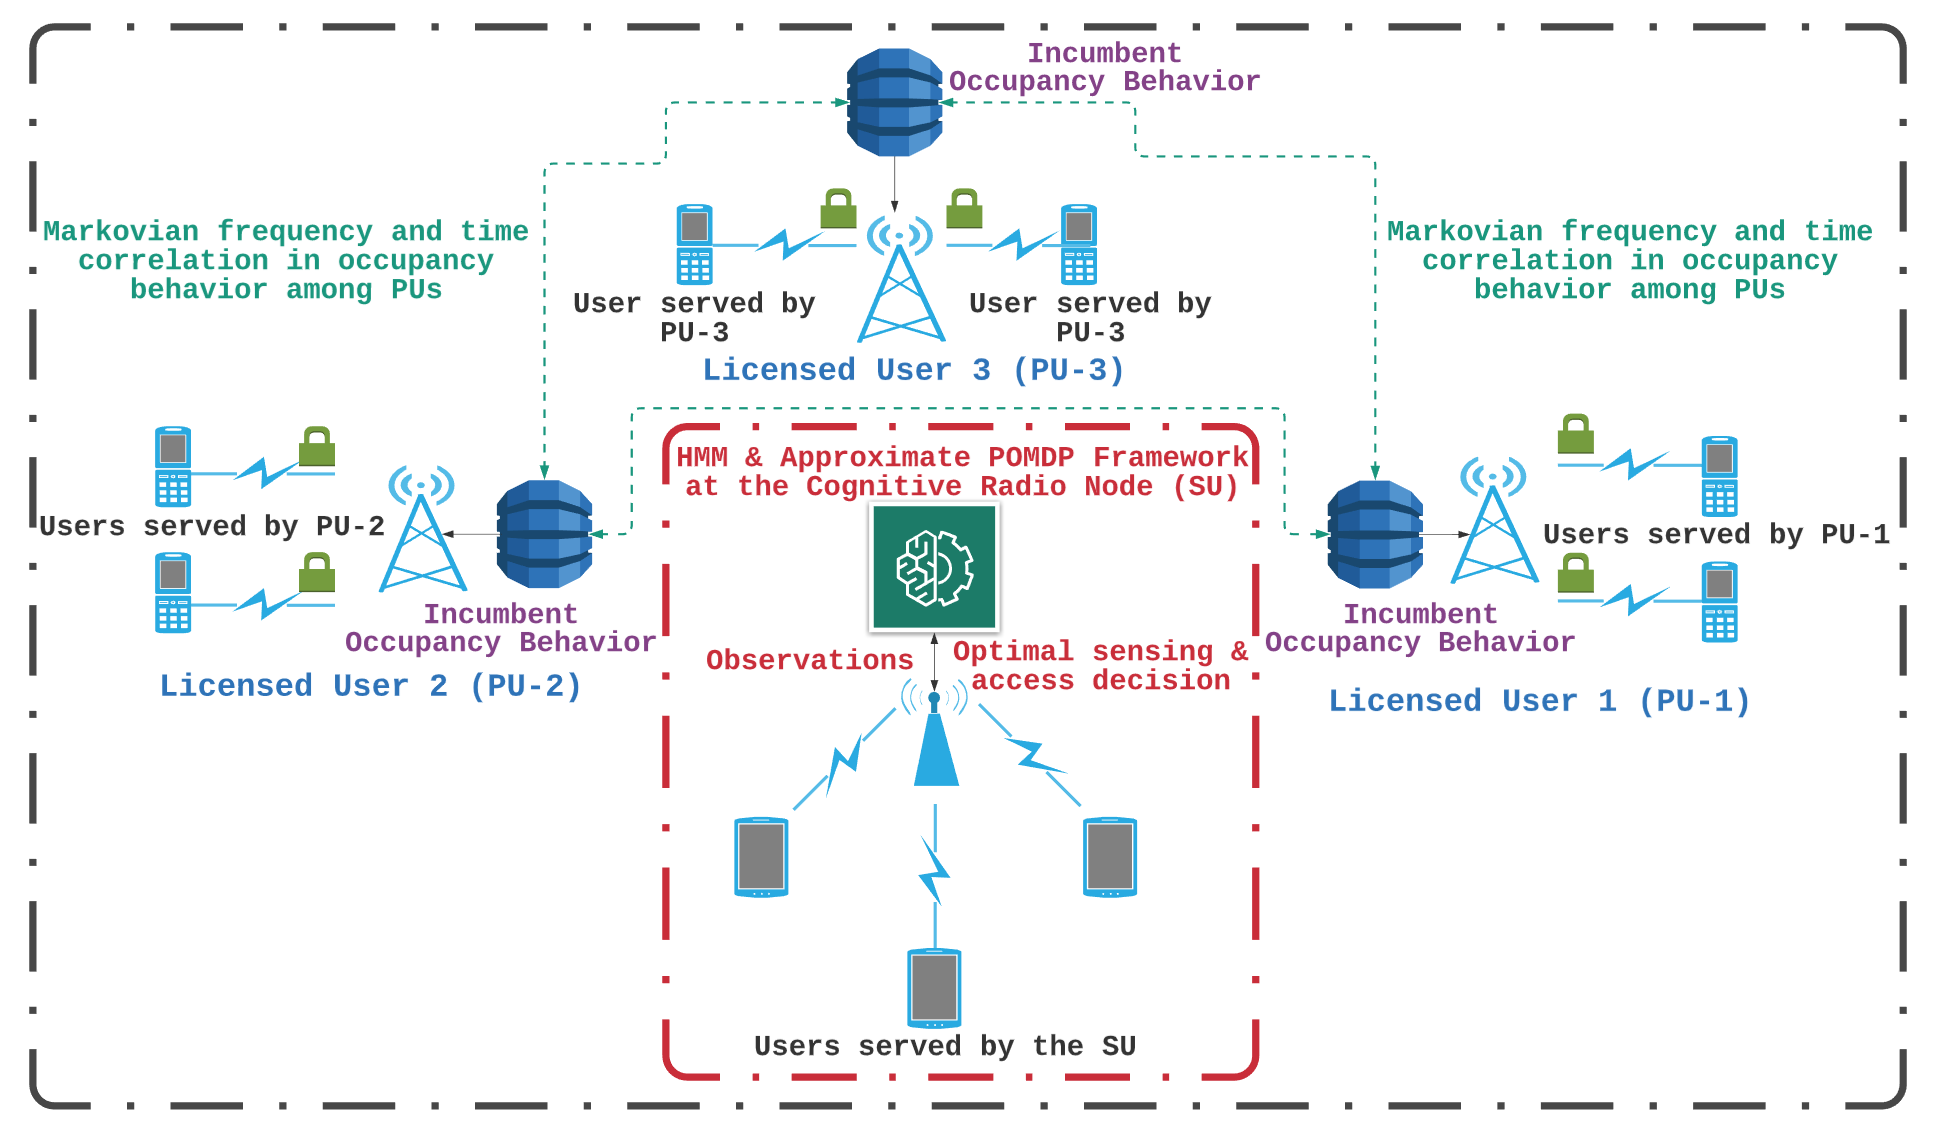 Incumbent
Occupancy Behavior
Markovian frequency and time
correlation in occupancy
behavior among PUs
Markovian frequency and time
correlation in occupancy
behavior among PUs
User served by
PU-3
User served by
PU-3
Licensed User 3 (PU-3)
HMM & Approximate POMDP Framework
at the Cognitive Radio Node (SU)
Users served by PU-2
Users served by PU-1
Incumbent
Occupancy Behavior
Incumbent
Occupancy Behavior
Observations
Optimal sensing &
access decision
Licensed User 2 (PU-2)
Licensed User 1 (PU-1)
Users served by the SU